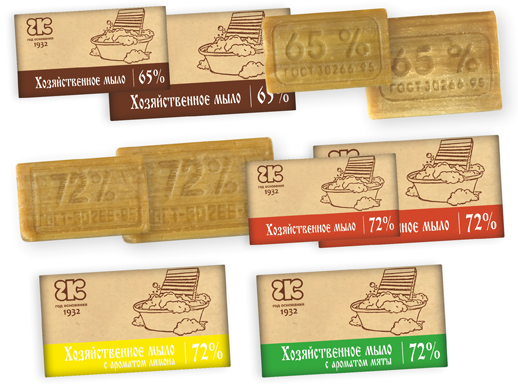 ГОД ОСНОВАНИЯ
1932
Хозяйственное мыло 65%
Хозяйственное мыло 65%
65%
ГОСТ 30266-95
65%
ГОСТ 30266-95
72%
72%
ГОД ОСНОВАНИЯ
1932
Хозяйственное мыло 72%
нное мыло 72%
ГОД ОСНОВАНИЯ
1932
Хозяйственное мыло
с ароматом лимона
72%
ГОД ОСНОВАНИЯ
1932
Хозяйственное мыло
с ароматом мяты
72%